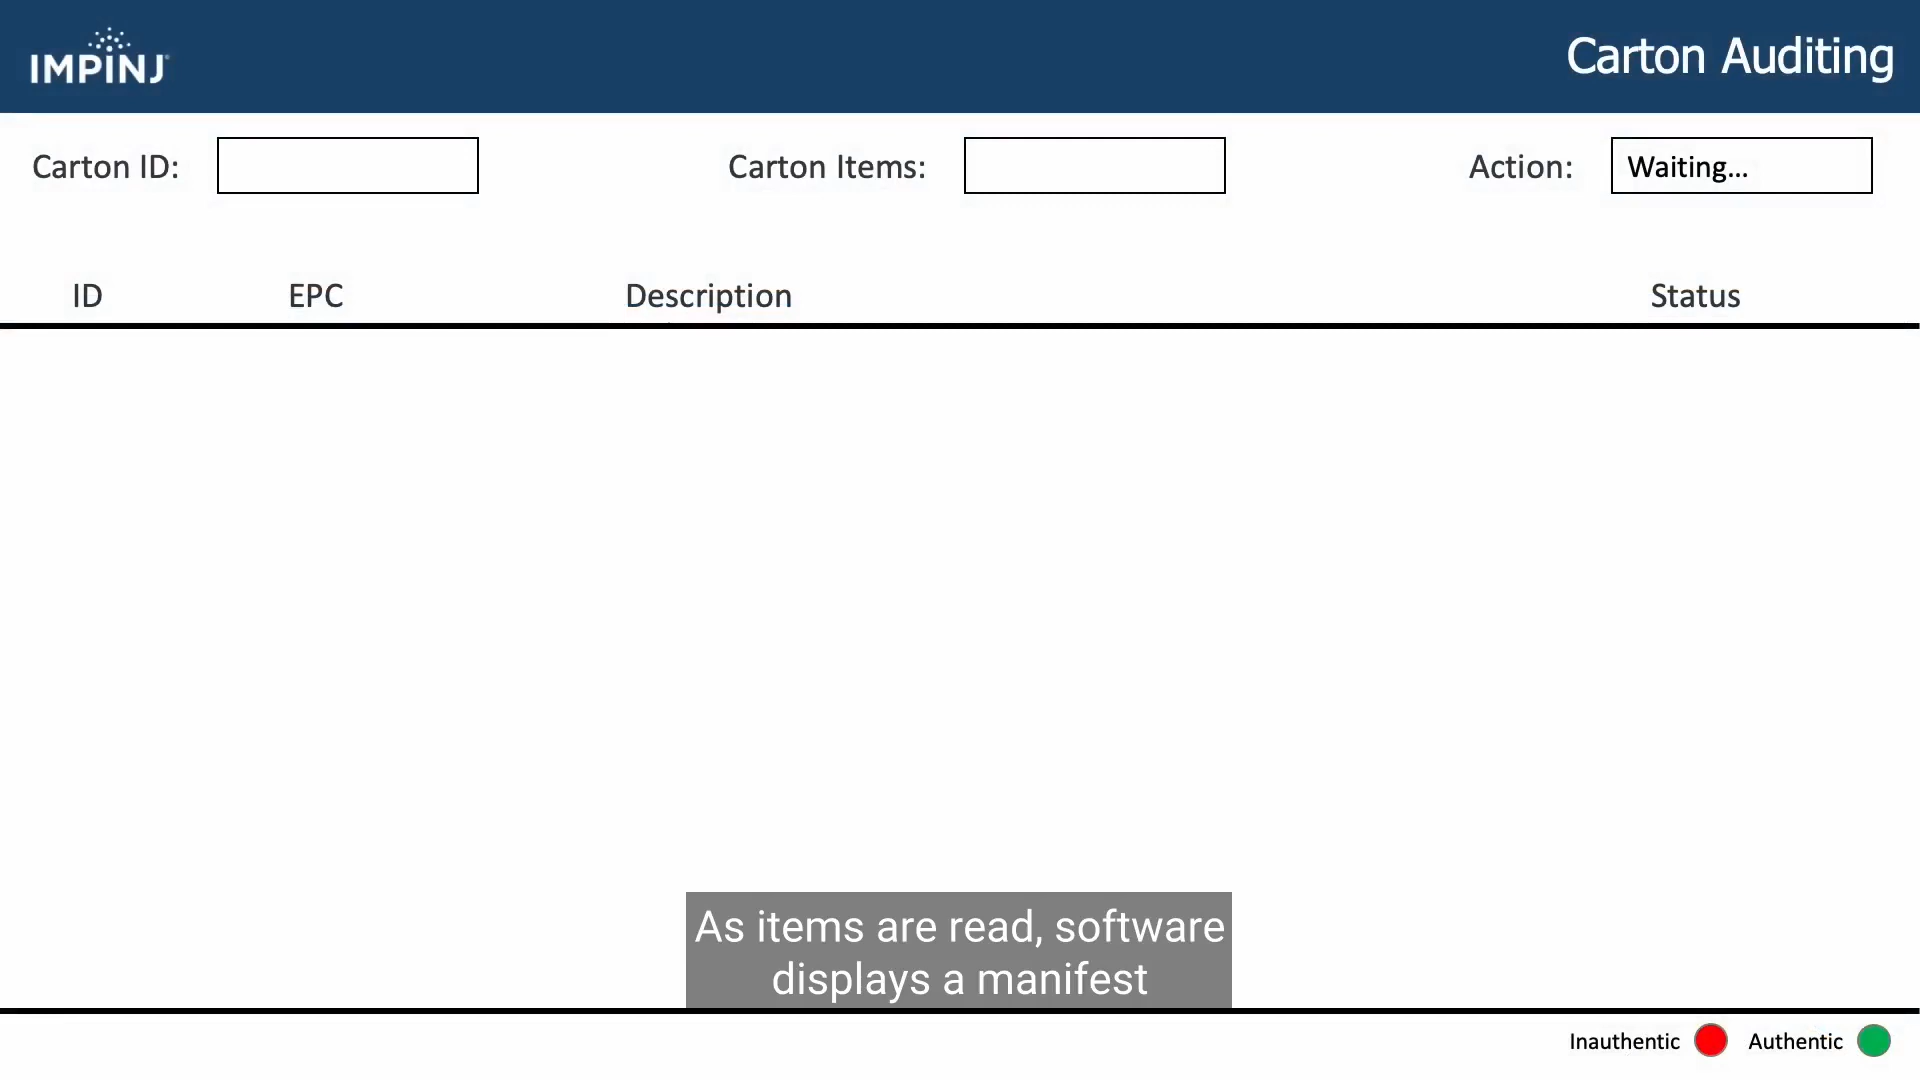 IMPINJ
Carton Auditing
Carton ID:
Carton Items:
Action:
Waiting...
ID
EPC
Description
Status
As items are read, software
displays a manifest
Inauthentic
Authentic